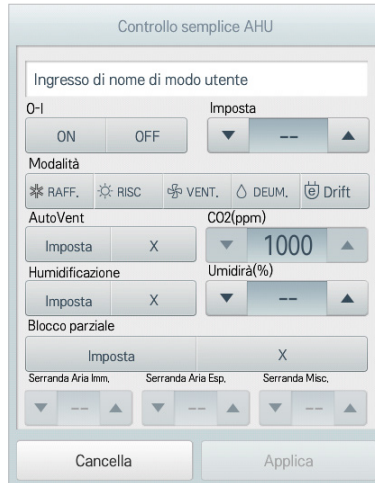 Controllo semplice AHU
Ingresso di nome di modo utente
O-I Imposta
ON OFF ▼ -- ▲
Modalità
RAFF. RISC VENT. DEUM. Drift
AutoVent CO2(ppm)
Imposta X ▼ 1000 ▲
Humidificazione Umidirà(%)
Imposta X ▼ -- ▲
Blocco parziale
Imposta X
Serranda Aria Imm. Serranda Aria Esp. Serranda Misc.
▼ -- ▲ ▼ -- ▲ ▼ -- ▲
Cancella Applica